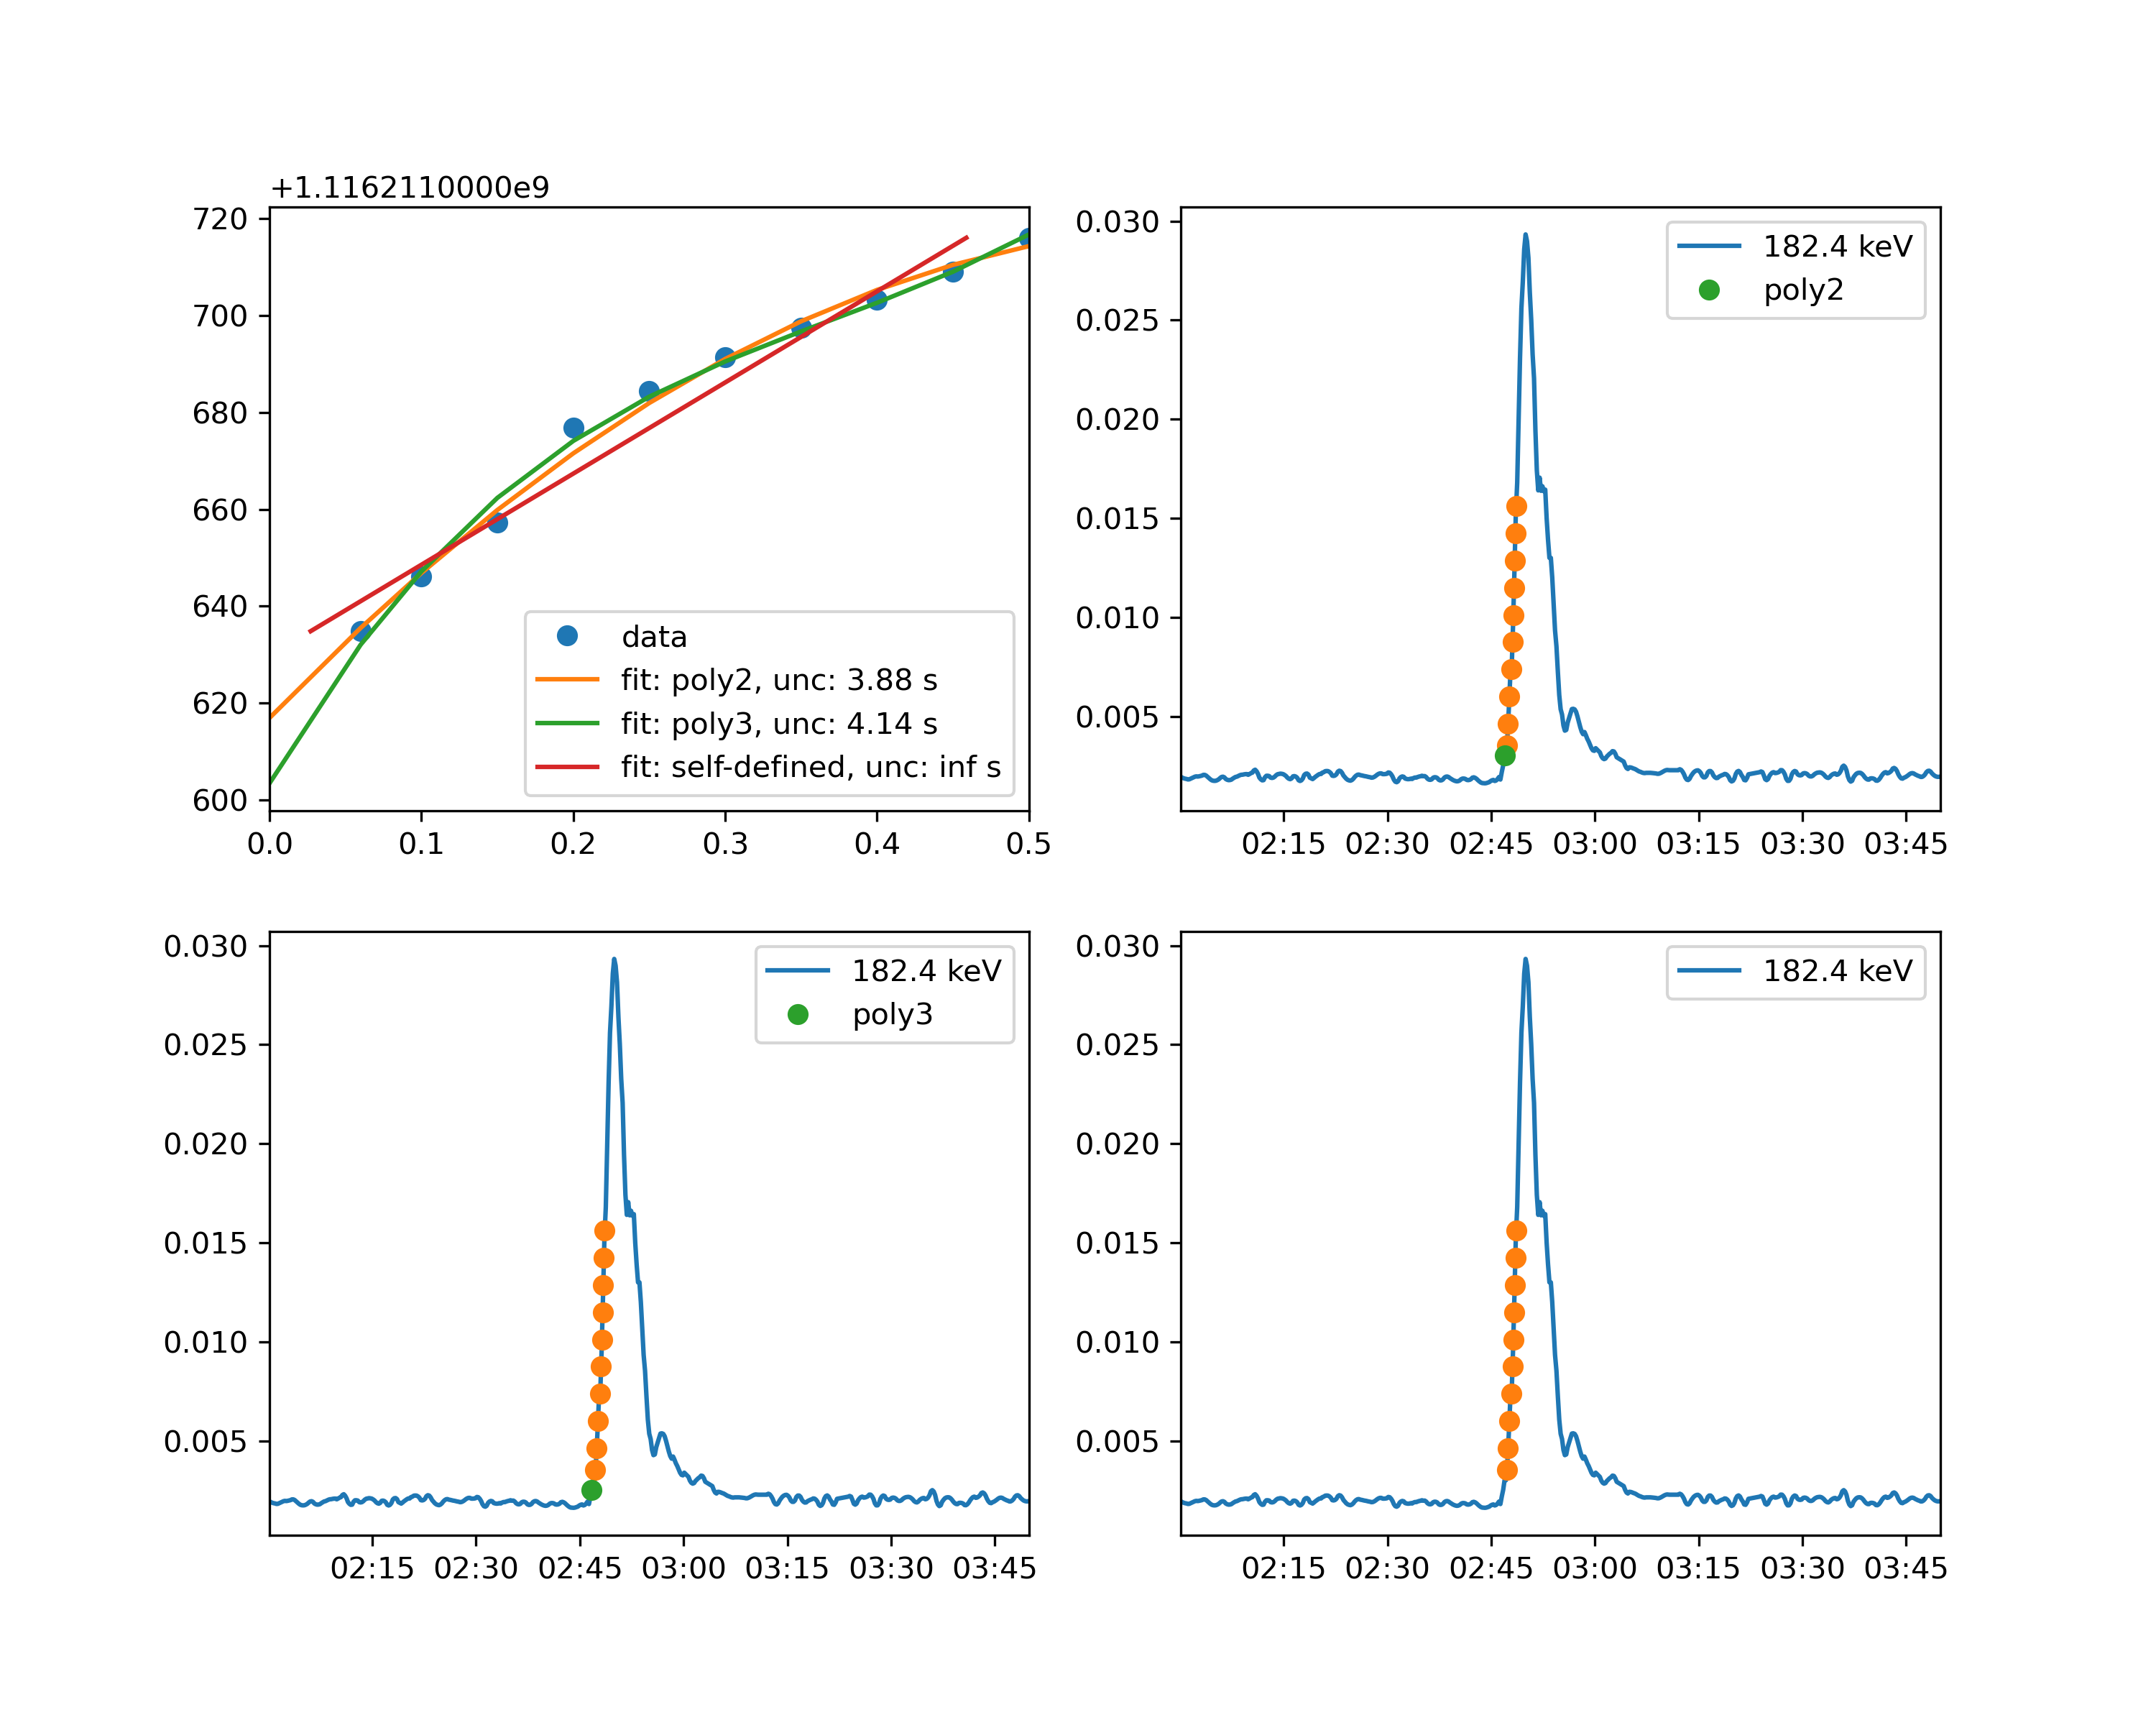 +1.1162110000e9
720
700
680
660
640
620
600
0.0 0.1 0.2 0.3 0.4 0.5
data
fit: poly2, unc: 3.88 s
fit: poly3, unc: 4.14 s
fit: self-defined, unc: inf s
0.030
0.025
0.020
0.015
0.010
0.005
02:15 02:30 02:45 03:00 03:15 03:30 03:45
182.4 keV
poly2
0.030
0.025
0.020
0.015
0.010
0.005
02:15 02:30 02:45 03:00 03:15 03:30 03:45
182.4 keV
poly3
0.030
0.025
0.020
0.015
0.010
0.005
02:15 02:30 02:45 03:00 03:15 03:30 03:45
182.4 keV